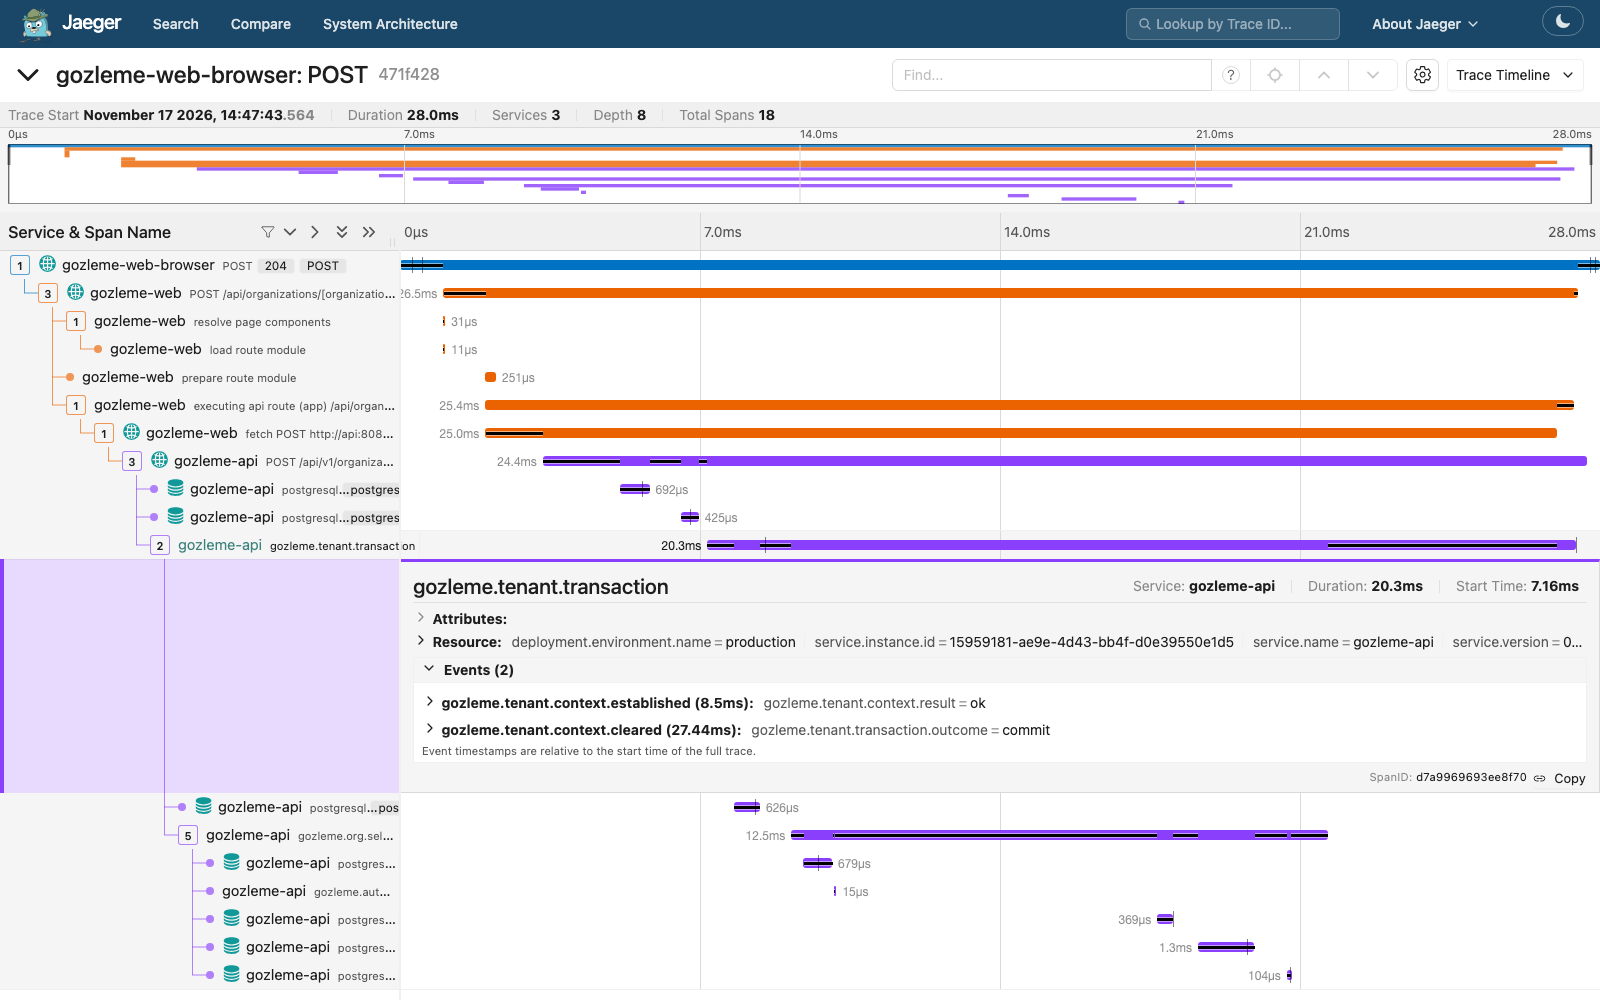 Jaeger
Search
Compare
System Architecture
Lookup by Trace ID...
About Jaeger
gozleme-web-browser: POST 471f428
Find...
?
Trace Timeline
Trace Start November 17 2026, 14:47:43.564
Duration 28.0ms
Services 3
Depth 8
Total Spans 18
0μs
7.0ms
14.0ms
21.0ms
28.0ms
Service & Span Name
0μs
7.0ms
14.0ms
21.0ms
28.0ms
1 gozleme-web-browser POST 204 POST
3 gozleme-web POST /api/organizations/[organizatio... 26.5ms
1 gozleme-web resolve page components 31μs
gozleme-web load route module 11μs
gozleme-web prepare route module 251μs
1 gozleme-web executing api route (app) /api/organ... 25.4ms
1 gozleme-web fetch POST http://api:808... 25.0ms
3 gozleme-api POST /api/v1/organiza... 24.4ms
gozleme-api postgresql...postgres 692μs
gozleme-api postgresql...postgres 425μs
2 gozleme-api gozleme.tenant.transaction 20.3ms
gozleme.tenant.transaction
Service: gozleme-api
Duration: 20.3ms
Start Time: 7.16ms
Attributes:
Resource: deployment.environment.name = production service.instance.id = 15959181-ae9e-4d43-bb4f-d0e39550e1d5 service.name = gozleme-api service.version = 0...
Events (2)
gozleme.tenant.context.established (8.5ms): gozleme.tenant.context.result = ok
gozleme.tenant.context.cleared (27.44ms): gozleme.tenant.transaction.outcome = commit
Event timestamps are relative to the start time of the full trace.
SpanID: d7a9969693ee8f70 Copy
gozleme-api postgresql...pos 626μs
5 gozleme-api gozleme.org.sel... 12.5ms
gozleme-api postgres... 679μs
gozleme-api gozleme.aut... 15μs
gozleme-api postgres... 369μs
gozleme-api postgres... 1.3ms
gozleme-api postgres... 104μs